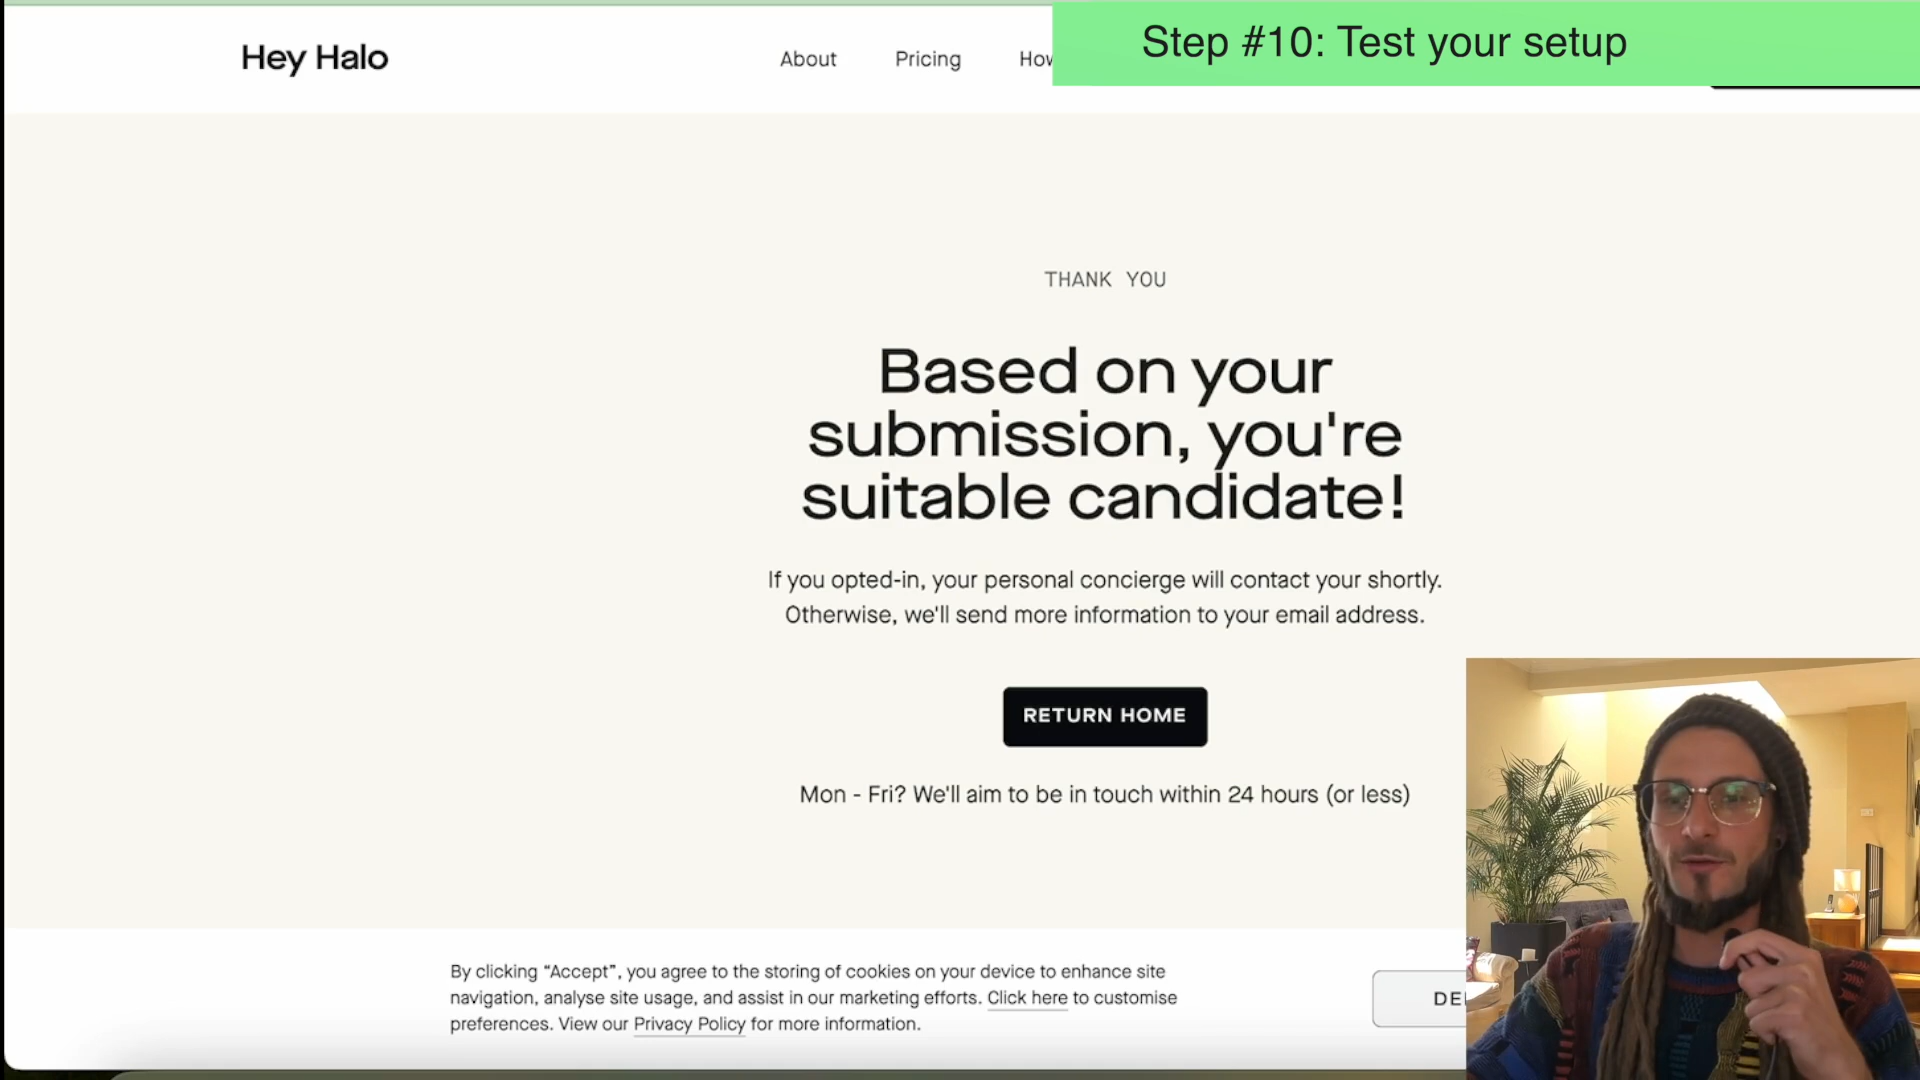 Hey Halo
About
Pricing
How
Step #10: Test your setup
THANK YOU
Based on your
submission, you're
suitable candidate!
If you opted-in, your personal concierge will contact your shortly.
Otherwise, we'll send more information to your email address.
RETURN HOME
Mon - Fri? We'll aim to be in touch within 24 hours (or less)
By clicking “Accept”, you agree to the storing of cookies on your device to enhance site
navigation, analyse site usage, and assist in our marketing efforts. Click here to customise
preferences. View our Privacy Policy for more information.